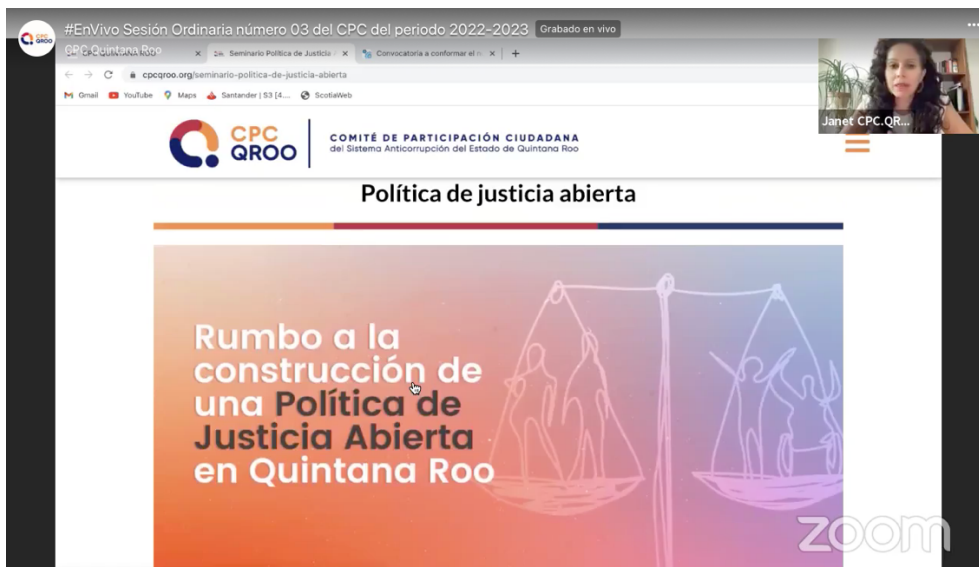 #EnVivo Sesión Ordinaria número 03 del CPC del periodo 2022-2023 Grabado en vivo
CPC Quintana Roo
Seminario Política de Justicia
Convocatoria a conformar el n
cpcqroo.org/seminario-politica-de-justicia-abierta
Gmail YouTube Maps Santander | S3 [4.... ScotiaWeb
Janet CPC.QR...
CPC
QROO
COMITÉ DE PARTICIPACIÓN CIUDADANA
del Sistema Anticorrupción del Estado de Quintana Roo
Política de justicia abierta
Rumbo a la
construcción de
una Política de
Justicia Abierta
en Quintana Roo
zoom